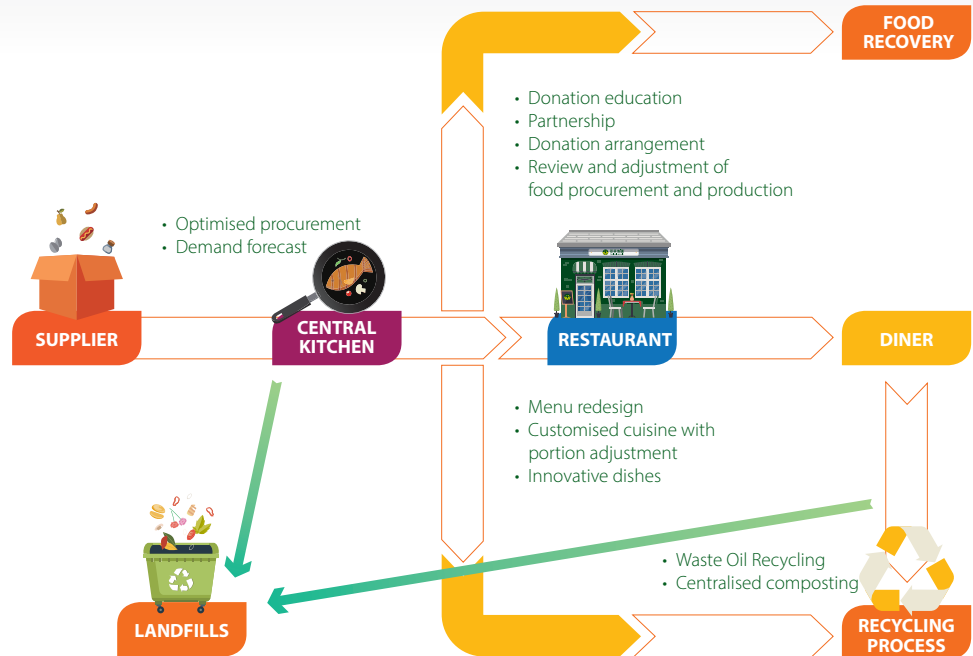 FOOD
RECOVERY
• Donation education
• Partnership
• Donation arrangement
• Review and adjustment of
food procurement and production
• Optimised procurement
• Demand forecast
SUPPLIER
CENTRAL
KITCHEN
RESTAURANT
DINER
• Menu redesign
• Customised cuisine with
portion adjustment
• Innovative dishes
• Waste Oil Recycling
• Centralised composting
LANDFILLS
RECYCLING
PROCESS